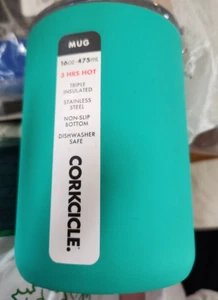 MUG
16oz 475mL
3 HRS HOT
TRIPLE
INSULATED
STAINLESS
STEEL
NON-SLIP
BOTTOM
DISHWASHER
SAFE
CORKCICLE.